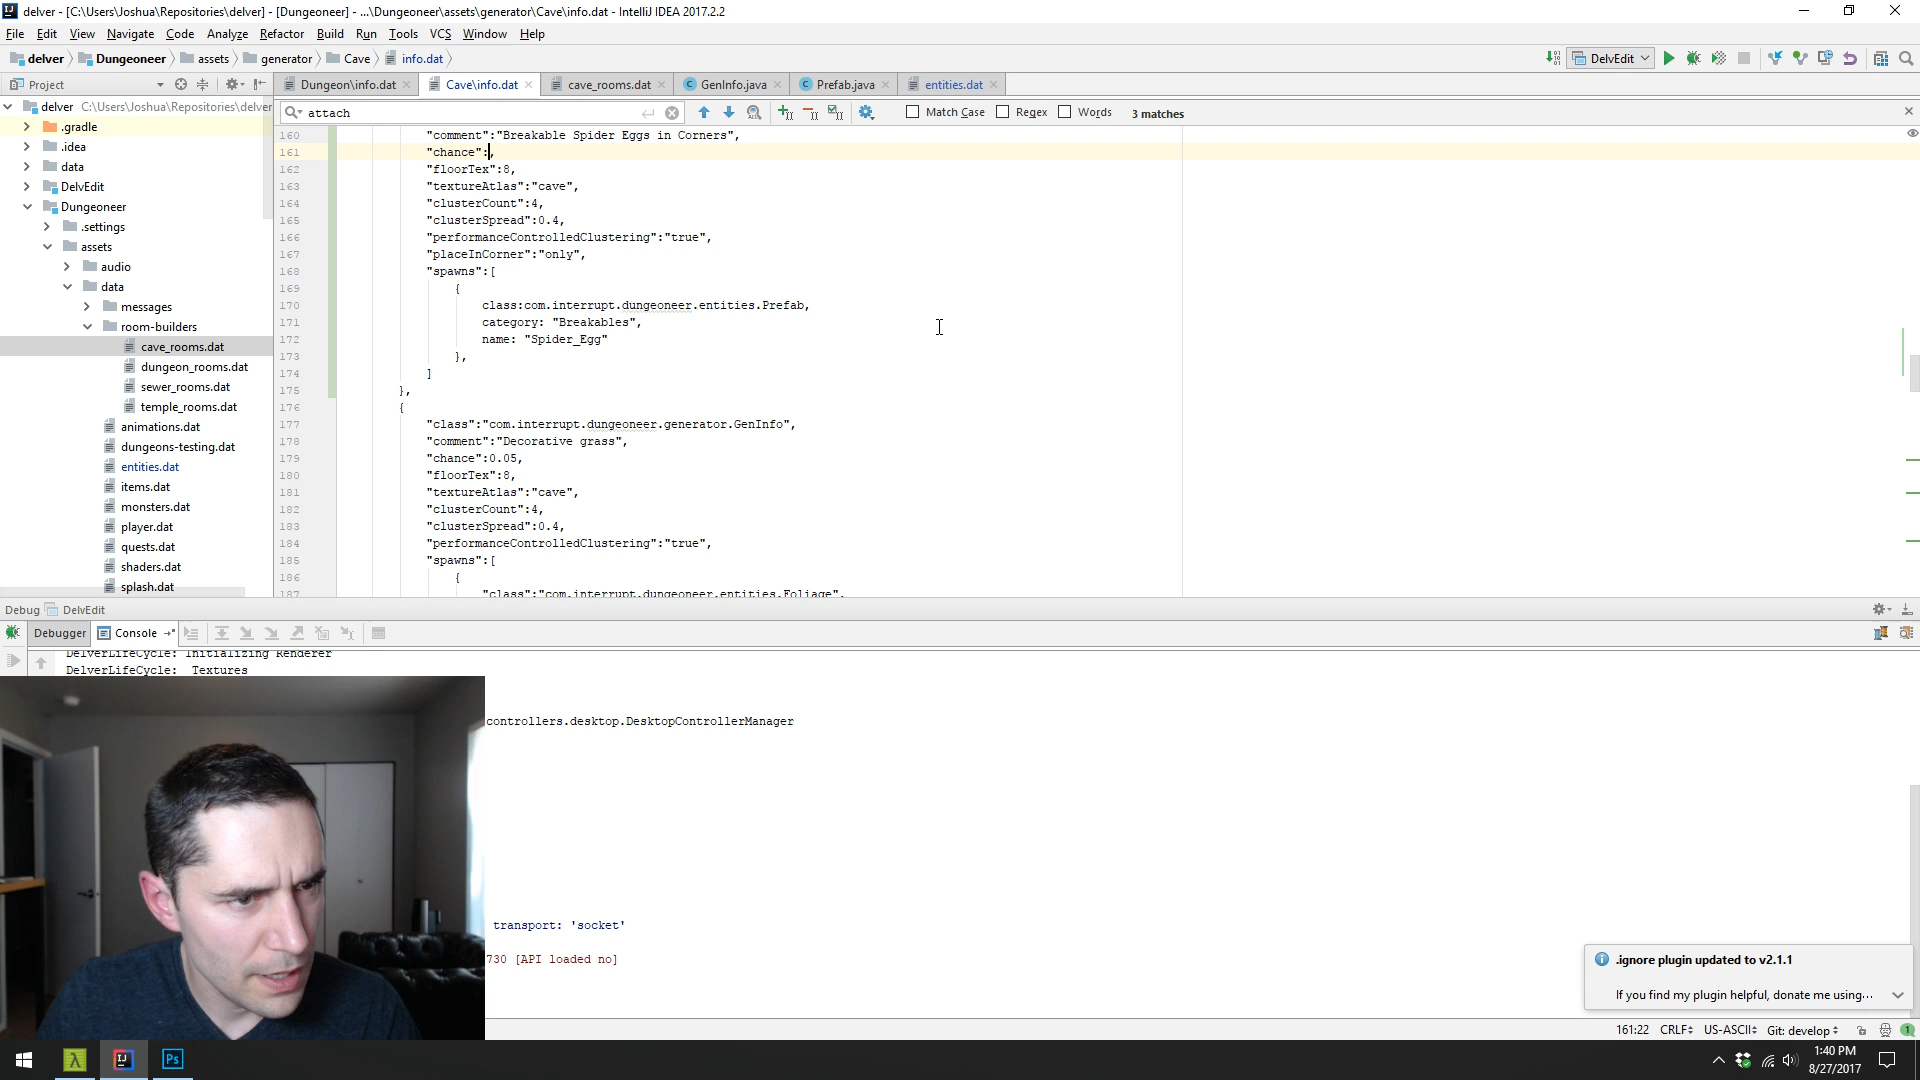 delver - [C:\Users\Joshua\Repositories\delver] - [Dungeoneer] - ...\Dungeoneer\assets\generator\Cave\info.dat - IntelliJ IDEA 2017.2.2
File Edit View Navigate Code Analyze Refactor Build Run Tools VCS Window Help
delver Dungeoneer assets generator Cave info.dat DelvEdit
Project Dungeon\info.dat Cave\info.dat cave_rooms.dat GenInfo.java Prefab.java entities.dat
delver C:\Users\Joshua\Repositories\delver
attach Match Case Regex Words 3 matches
.gradle
.idea
data
DelvEdit
Dungeoneer
.settings
assets
audio
data
messages
room-builders
cave_rooms.dat
dungeon_rooms.dat
sewer_rooms.dat
temple_rooms.dat
animations.dat
dungeons-testing.dat
entities.dat
items.dat
monsters.dat
player.dat
quests.dat
shaders.dat
splash.dat
160 "comment":"Breakable Spider Eggs in Corners",
161 "chance":,
162 "floorTex":8,
163 "textureAtlas":"cave",
164 "clusterCount":4,
165 "clusterSpread":0.4,
166 "performanceControlledClustering":"true",
167 "placeInCorner":"only",
168 "spawns":[
169 {
170 class:com.interrupt.dungeoneer.entities.Prefab,
171 category: "Breakables",
172 name: "Spider_Egg"
173 },
174 ]
175 },
176 {
177 "class":"com.interrupt.dungeoneer.generator.GenInfo",
178 "comment":"Decorative grass",
179 "chance":0.05,
180 "floorTex":8,
181 "textureAtlas":"cave",
182 "clusterCount":4,
183 "clusterSpread":0.4,
184 "performanceControlledClustering":"true",
185 "spawns":[
186 {
187 "class":"com.interrupt.dungeoneer.entities.Foliage",
Debug DelvEdit
Debugger Console
DelverLifeCycle: Initializing Renderer
DelverLifeCycle: Textures
controllers.desktop.DesktopControllerManager
transport: 'socket'
730 [API loaded no]
.ignore plugin updated to v2.1.1
If you find my plugin helpful, donate me using...
161:22 CRLF US-ASCII Git: develop 1
IJ Ps
1:40 PM
8/27/2017